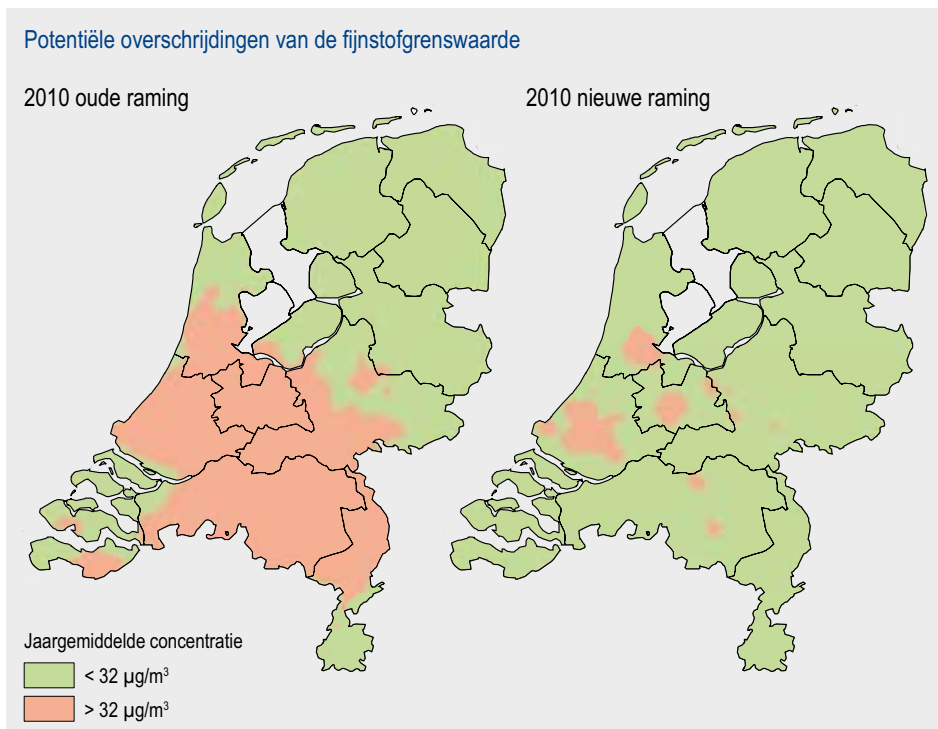 Potentiële overschrijdingen van de fijnstofgrenswaarde
2010 oude raming
2010 nieuwe raming
Jaargemiddelde concentratie
< 32 µg/m³
> 32 µg/m³